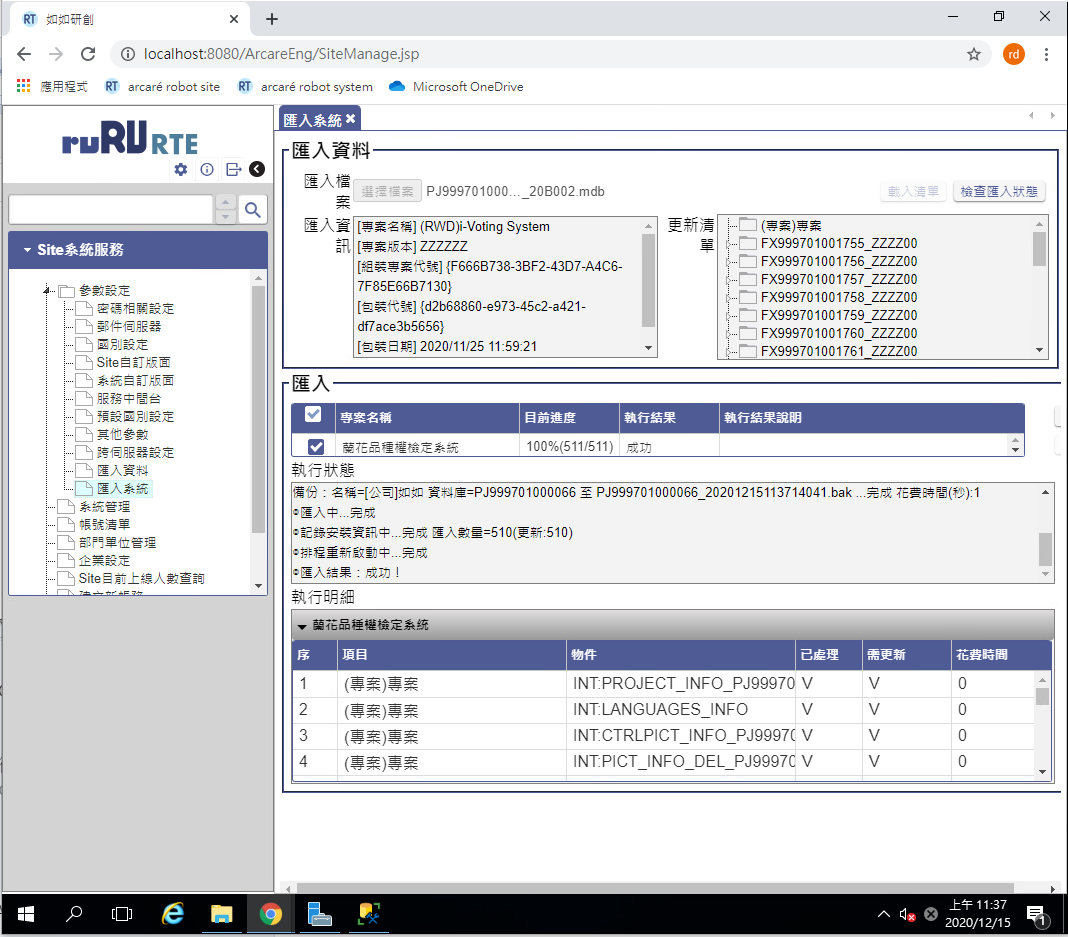 RT 如如研創
localhost:8080/ArcareEng/SiteManage.jsp
rd
應用程式
RT arcaré robot site
RT arcaré robot system
Microsoft OneDrive
ruRU RTE
Site系統服務
參數設定
密碼相關設定
郵件伺服器
國別設定
Site自訂版面
系統自訂版面
服務中間台
預設國別設定
其他參數
跨伺服器設定
匯入資料
匯入系統
系統管理
帳號清單
部門單位管理
企業設定
Site目前上線人數查詢
匯入系統
匯入資料
匯入檔案
選擇檔案 PJ999701000…_20B002.mdb
載入清單 檢查匯入狀態
匯入資訊
[專案名稱] (RWD)i-Voting System
[專案版本] ZZZZZZ
[組裝專案代號] {F666B738-3BF2-43D7-A4C6-
7F85E66B7130}
[包裝代號] {d2b68860-e973-45c2-a421-
df7ace3b5656}
[包裝日期] 2020/11/25 11:59:21
更新清單
(專案)專案
FX999701001755_ZZZZ00
FX999701001756_ZZZZ00
FX999701001757_ZZZZ00
FX999701001758_ZZZZ00
FX999701001759_ZZZZ00
FX999701001760_ZZZZ00
FX999701001761_ZZZZ00
匯入
專案名稱 目前進度 執行結果 執行結果說明
蘭花品種權檢定系統 100%(511/511) 成功
執行狀態
備份：名稱=[公司]如如 資料庫=PJ999701000066 至 PJ999701000066_20201215113714041.bak ...完成 花費時間(秒):1
匯入中...完成
記錄安裝資訊中...完成 匯入數量=510(更新:510)
排程重新啟動中...完成
匯入結果：成功！
執行明細
蘭花品種權檢定系統
序 項目 物件 已處理 需更新 花費時間
1 (專案)專案 INT:PROJECT_INFO_PJ99970 V V 0
2 (專案)專案 INT:LANGUAGES_INFO V V 0
3 (專案)專案 INT:CTRLPICT_INFO_PJ9997 V V 0
4 (專案)專案 INT:PICT_INFO_DEL_PJ99970 V V 0
上午 11:37
2020/12/15
1